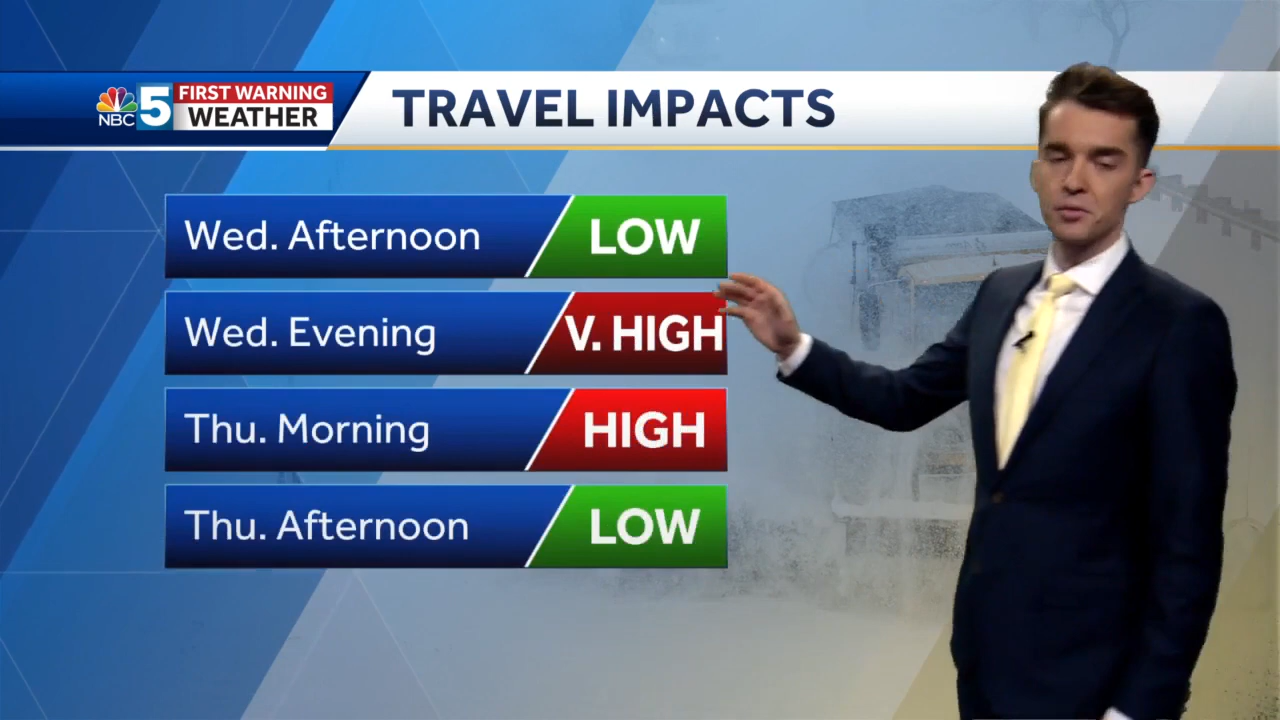 NBC 5 FIRST WARNING
WEATHER
TRAVEL IMPACTS
Wed. Afternoon LOW
Wed. Evening V. HIGH
Thu. Morning HIGH
Thu. Afternoon LOW